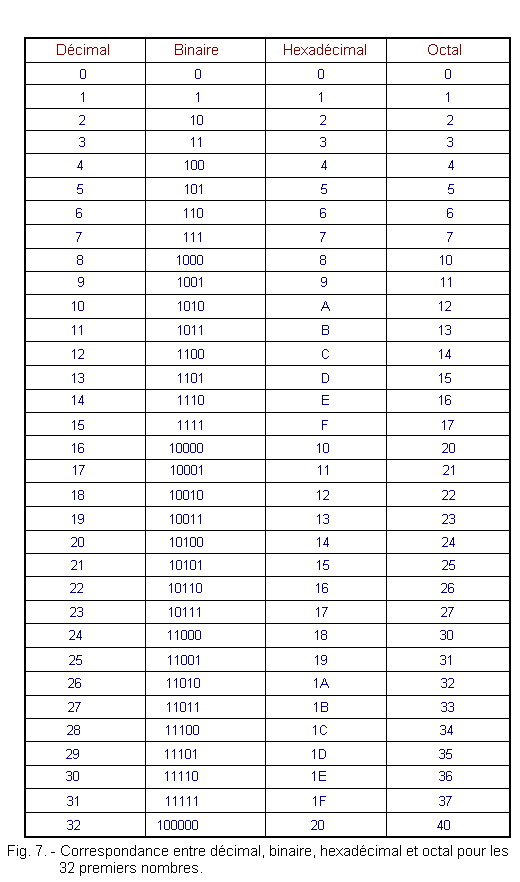 Décimal Binaire Hexadécimal Octal
0 0 0 0
1 1 1 1
2 10 2 2
3 11 3 3
4 100 4 4
5 101 5 5
6 110 6 6
7 111 7 7
8 1000 8 10
9 1001 9 11
10 1010 A 12
11 1011 B 13
12 1100 C 14
13 1101 D 15
14 1110 E 16
15 1111 F 17
16 10000 10 20
17 10001 11 21
18 10010 12 22
19 10011 13 23
20 10100 14 24
21 10101 15 25
22 10110 16 26
23 10111 17 27
24 11000 18 30
25 11001 19 31
26 11010 1A 32
27 11011 1B 33
28 11100 1C 34
29 11101 1D 35
30 11110 1E 36
31 11111 1F 37
32 100000 20 40
Fig. 7. - Correspondance entre décimal, binaire, hexadécimal et octal pour les
32 premiers nombres.